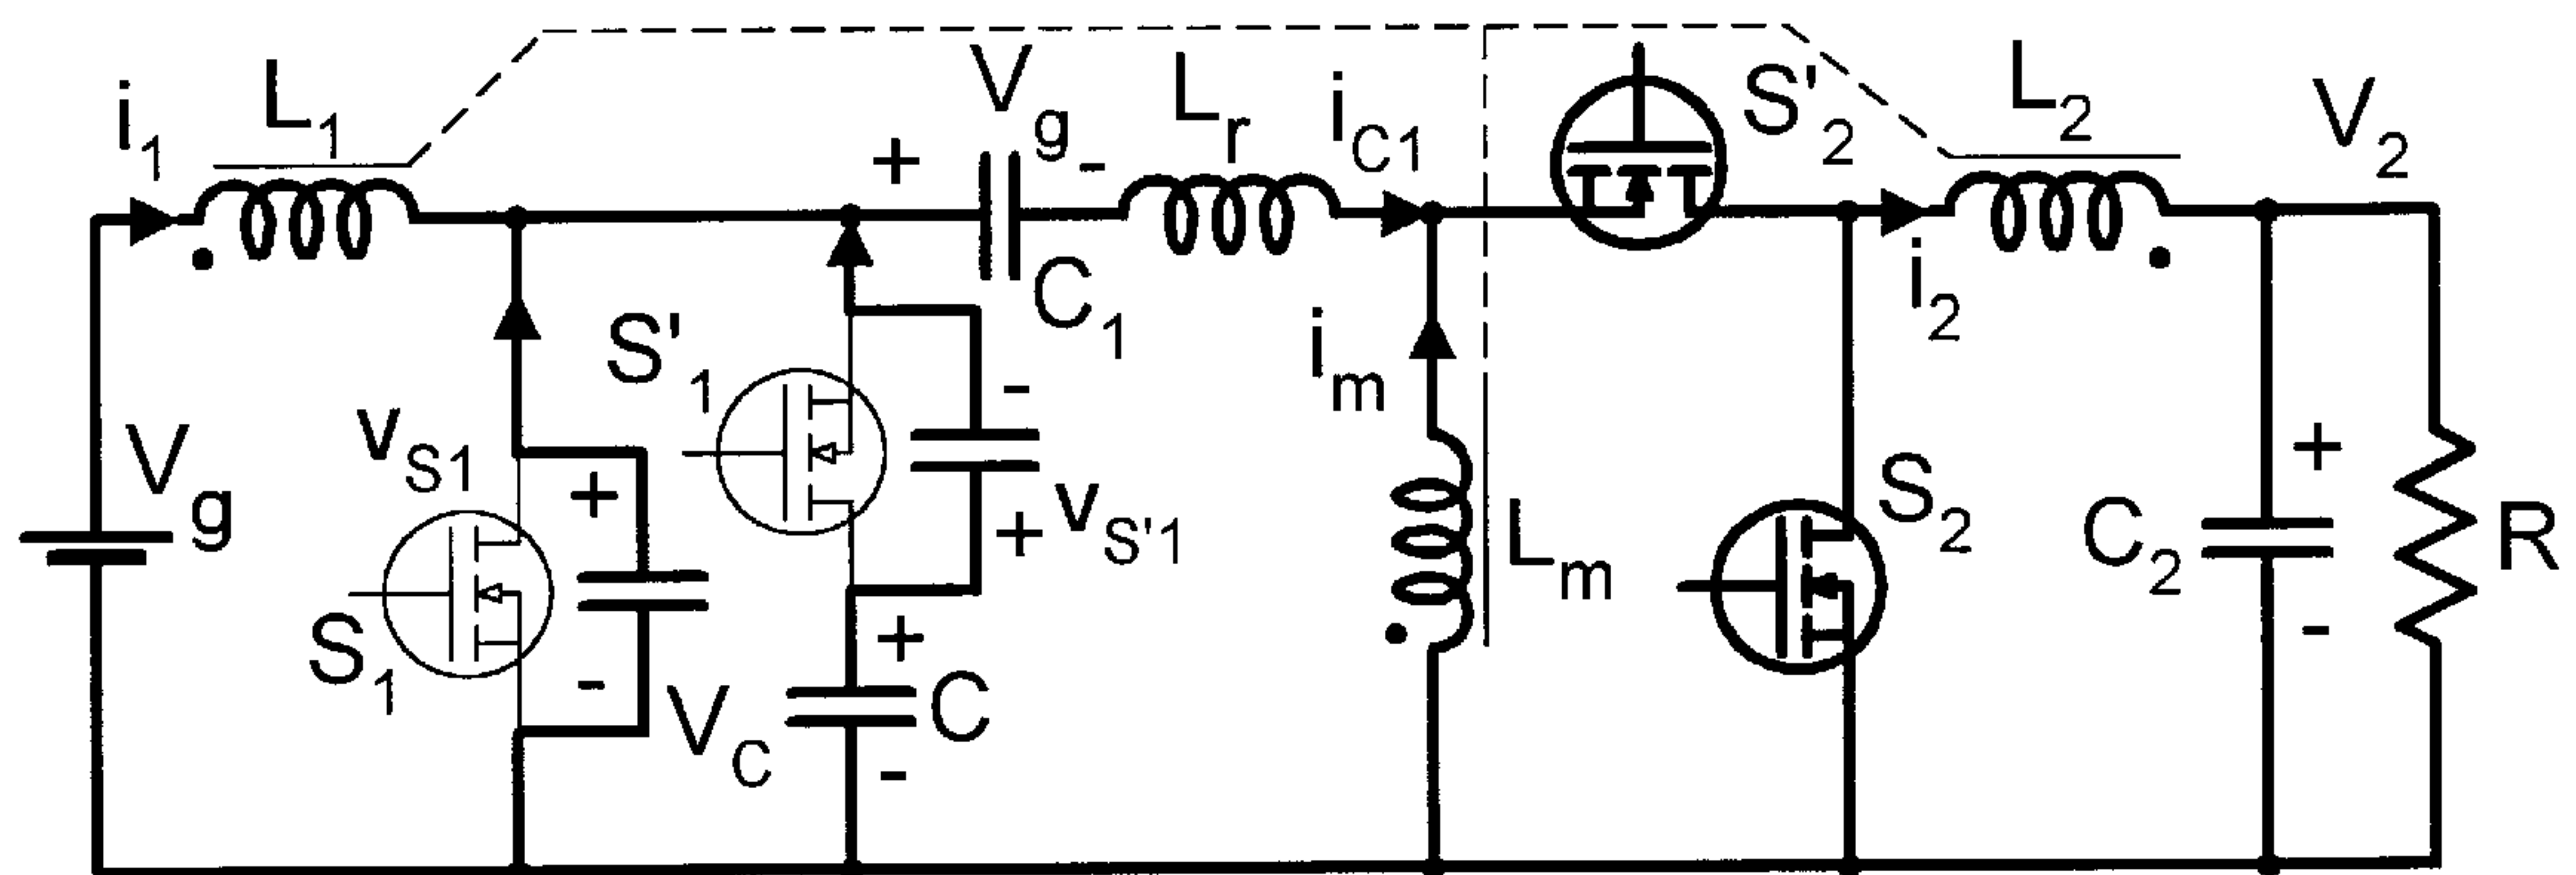 i1
L1
Vg
Lr
iC1
S'2
L2
V2
+
-
C1
i2
S'1
-
im
vS1
+
vS'1
+
Vg
S2
+
C2
R
Lm
S1
-
+
VC
C
-
-